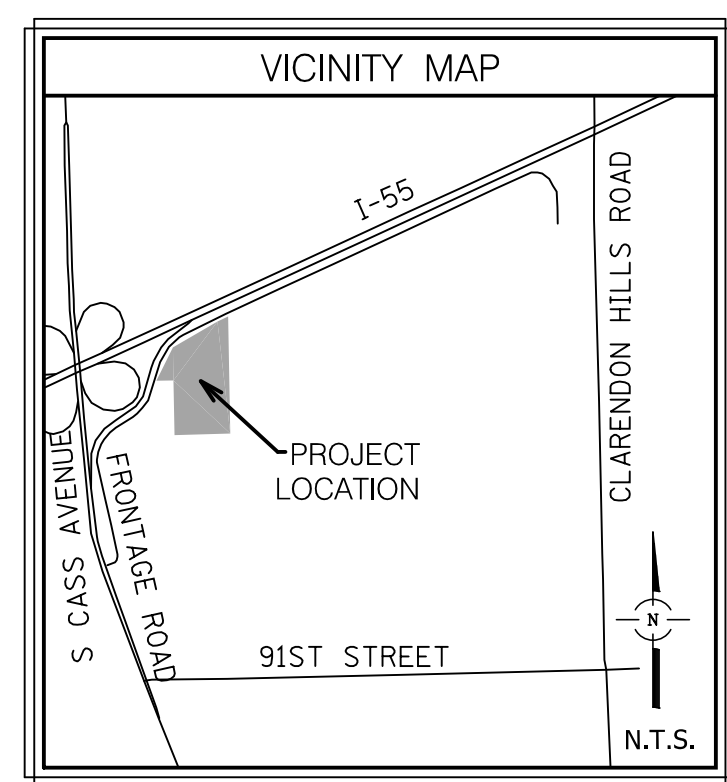 VICINITY MAP
I-55
CLARENDON HILLS ROAD
PROJECT
LOCATION
S CASS AVENUE
FRONTAGE ROAD
91ST STREET
N
N.T.S.